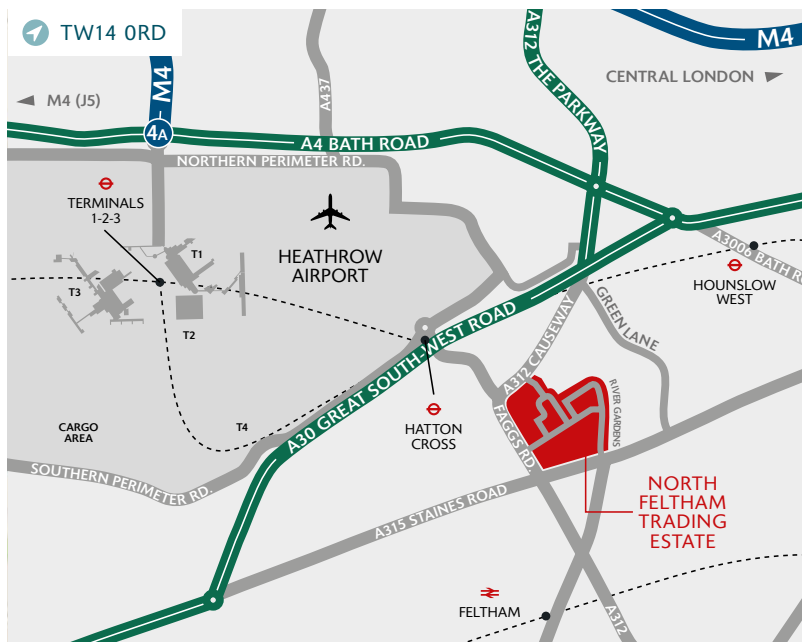 TW14 0RD
M4
M4
A312 THE PARKWAY
CENTRAL LONDON
M4 (J5)
A437
4A
A4 BATH ROAD
NORTHERN PERIMETER RD.
TERMINALS
1-2-3
HEATHROW
AIRPORT
T1
T3
T2
A3006 BATH RO
HOUNSLOW
WEST
GREEN LANE
A30 GREAT SOUTH-WEST ROAD
A312 CAUSEWAY
RIVER GARDENS
FAGGS RD.
HATTON
CROSS
CARGO
AREA
T4
SOUTHERN PERIMETER RD.
A315 STAINES ROAD
NORTH
FELTHAM
TRADING
ESTATE
FELTHAM
A312